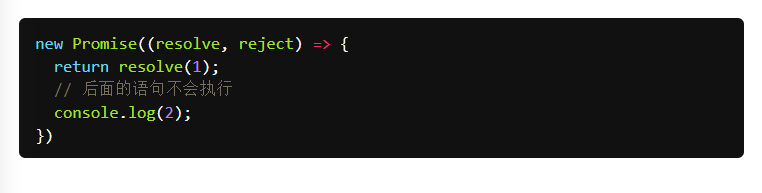 new Promise((resolve, reject) => {
  return resolve(1);
  // 后面的语句不会执行
  console.log(2);
})